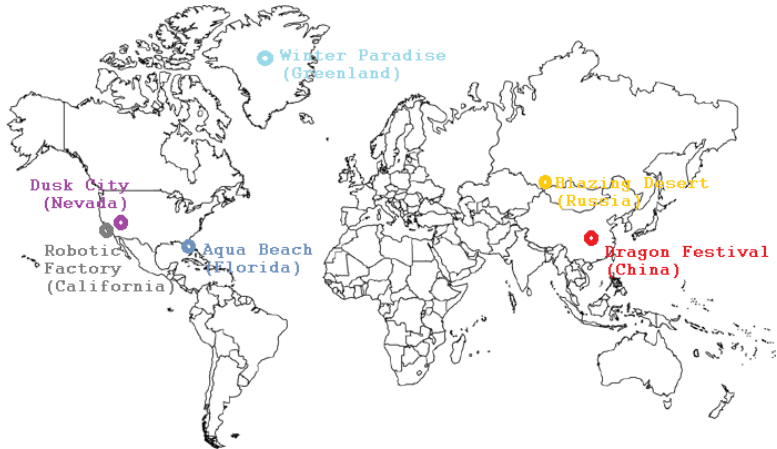 Winter Paradise
(Greenland)
Dusk City
(Nevada)
Blazing Desert
(Russia)
Robotic
Factory
(California)
Aqua Beach
(Florida)
Dragon Festival
(China)